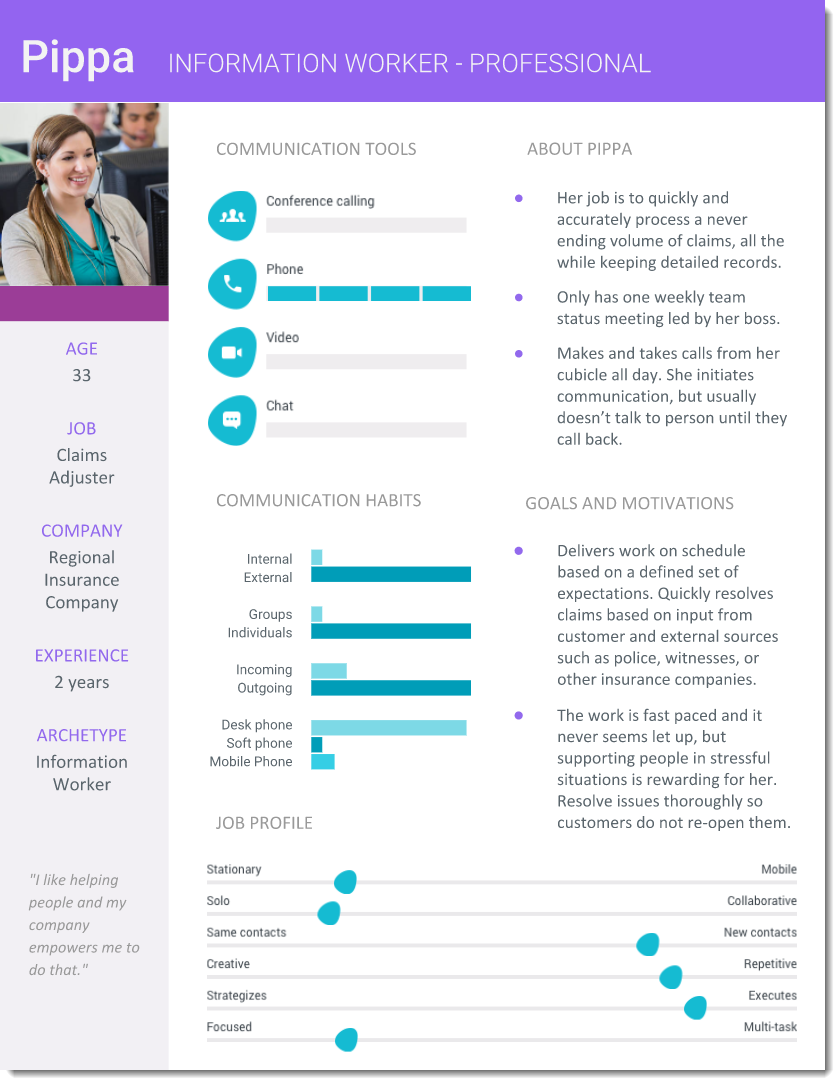 Pippa INFORMATION WORKER - PROFESSIONAL
AGE
33
JOB
Claims
Adjuster
COMPANY
Regional
Insurance
Company
EXPERIENCE
2 years
ARCHETYPE
Information
Worker
"I like helping
people and my
company
empowers me to
do that."
COMMUNICATION TOOLS
Conference calling
Phone
Video
Chat
COMMUNICATION HABITS
Internal
External
Groups
Individuals
Incoming
Outgoing
Desk phone
Soft phone
Mobile Phone
ABOUT PIPPA
Her job is to quickly and
accurately process a never
ending volume of claims, all the
while keeping detailed records.
Only has one weekly team
status meeting led by her boss.
Makes and takes calls from her
cubicle all day. She initiates
communication, but usually
doesn’t talk to person until they
call back.
GOALS AND MOTIVATIONS
Delivers work on schedule
based on a defined set of
expectations. Quickly resolves
claims based on input from
customer and external sources
such as police, witnesses, or
other insurance companies.
The work is fast paced and it
never seems let up, but
supporting people in stressful
situations is rewarding for her.
Resolve issues thoroughly so
customers do not re-open them.
JOB PROFILE
Stationary Mobile
Solo Collaborative
Same contacts New contacts
Creative Repetitive
Strategizes Executes
Focused Multi-task